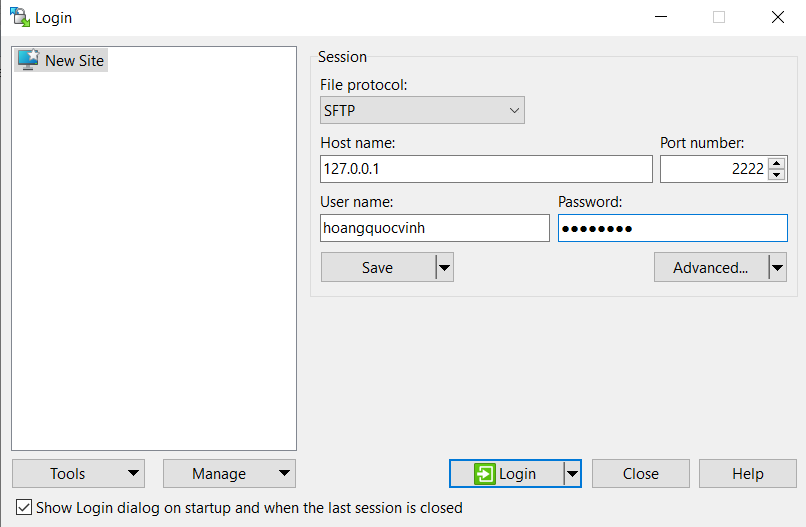 Login
New Site
Session
File protocol:
SFTP
Host name:
Port number:
127.0.0.1
2222
User name:
Password:
hoangquocvinh
●●●●●●●●
Save
Advanced...
Tools
Manage
Login
Close
Help
Show Login dialog on startup and when the last session is closed